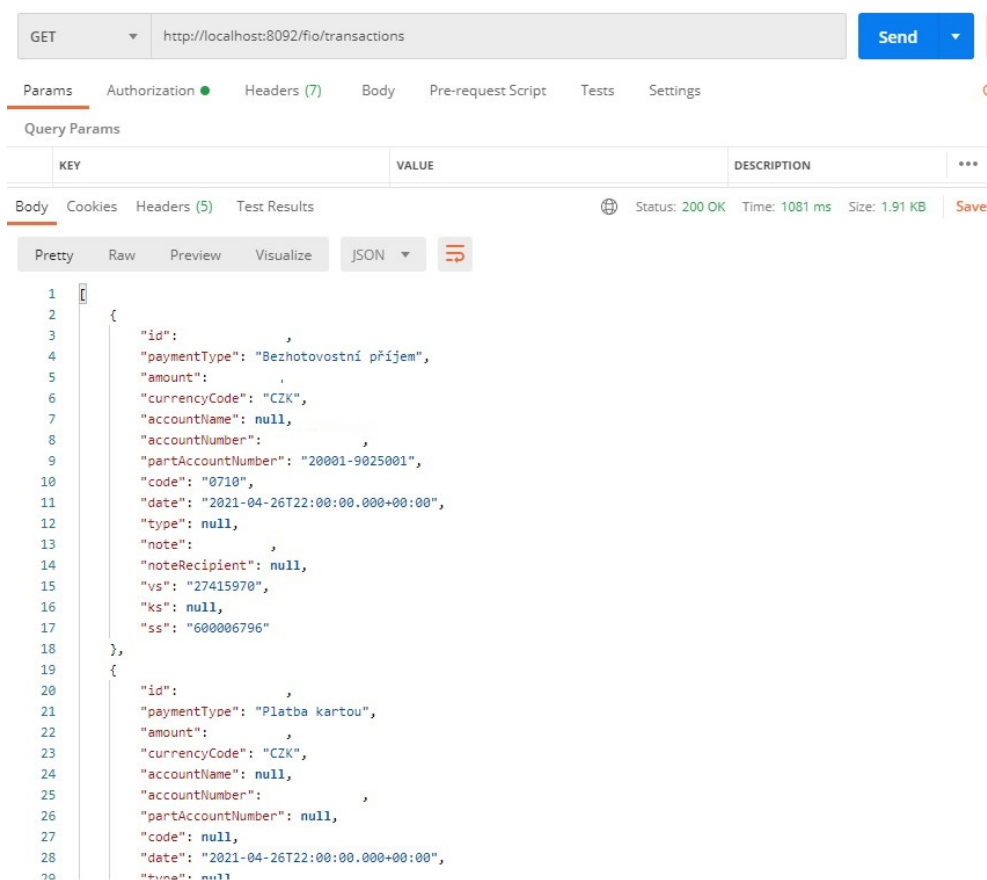 GET http://localhost:8092/fio/transactions Send
Params Authorization Headers (7) Body Pre-request Script Tests Settings
Query Params
KEY VALUE DESCRIPTION
Body Cookies Headers (5) Test Results Status: 200 OK Time: 1081 ms Size: 1.91 KB Save
Pretty Raw Preview Visualize JSON
1 [
2 {
3 "id": ,
4 "paymentType": "Bezhotovostní příjem",
5 "amount": ,
6 "currencyCode": "CZK",
7 "accountName": null,
8 "accountNumber": ,
9 "partAccountNumber": "20001-9025001",
10 "code": "0710",
11 "date": "2021-04-26T22:00:00.000+00:00",
12 "type": null,
13 "note": ,
14 "noteRecipient": null,
15 "vs": "27415970",
16 "ks": null,
17 "ss": "600006796"
18 },
19 {
20 "id": ,
21 "paymentType": "Platba kartou",
22 "amount": ,
23 "currencyCode": "CZK",
24 "accountName": null,
25 "accountNumber": ,
26 "partAccountNumber": null,
27 "code": null,
28 "date": "2021-04-26T22:00:00.000+00:00",
29 "type": null